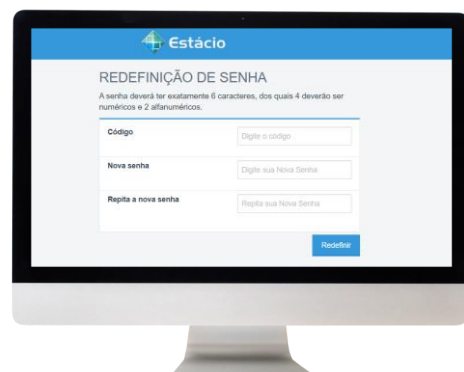 Estácio
REDEFINIÇÃO DE SENHA
A senha deverá ter exatamente 6 caracteres, dos quais 4 deverão ser
numéricos e 2 alfanuméricos.
Código
Digite o código
Nova senha
Digite sua Nova Senha
Repita a nova senha
Repita sua Nova Senha
Redefinir